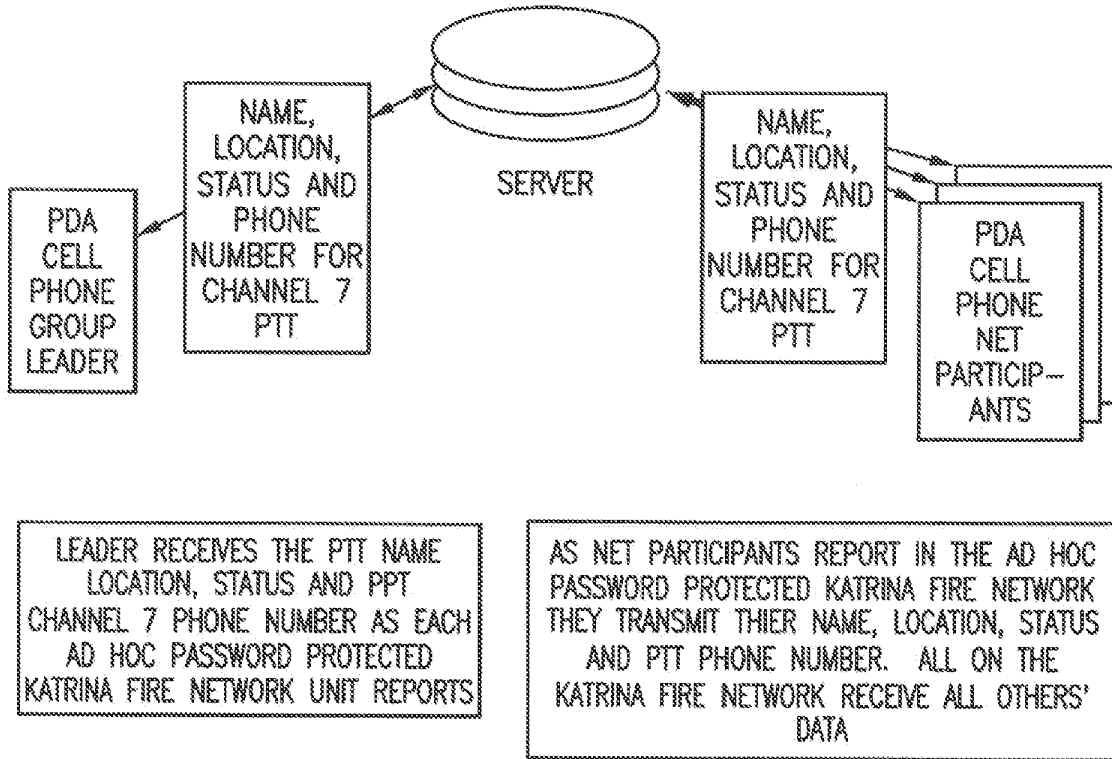 SERVER
NAME,
LOCATION,
STATUS AND
PHONE
NUMBER FOR
CHANNEL 7
PTT
PDA
CELL
PHONE
GROUP
LEADER
NAME,
LOCATION,
STATUS AND
PHONE
NUMBER FOR
CHANNEL 7
PTT
PDA
CELL
PHONE
NET
PARTICIP-
ANTS
LEADER RECEIVES THE PTT NAME
LOCATION, STATUS AND PPT
CHANNEL 7 PHONE NUMBER AS EACH
AD HOC PASSWORD PROTECTED
KATRINA FIRE NETWORK UNIT REPORTS
AS NET PARTICIPANTS REPORT IN THE AD HOC
PASSWORD PROTECTED KATRINA FIRE NETWORK
THEY TRANSMIT THIER NAME, LOCATION, STATUS
AND PTT PHONE NUMBER. ALL ON THE
KATRINA FIRE NETWORK RECEIVE ALL OTHERS'
DATA